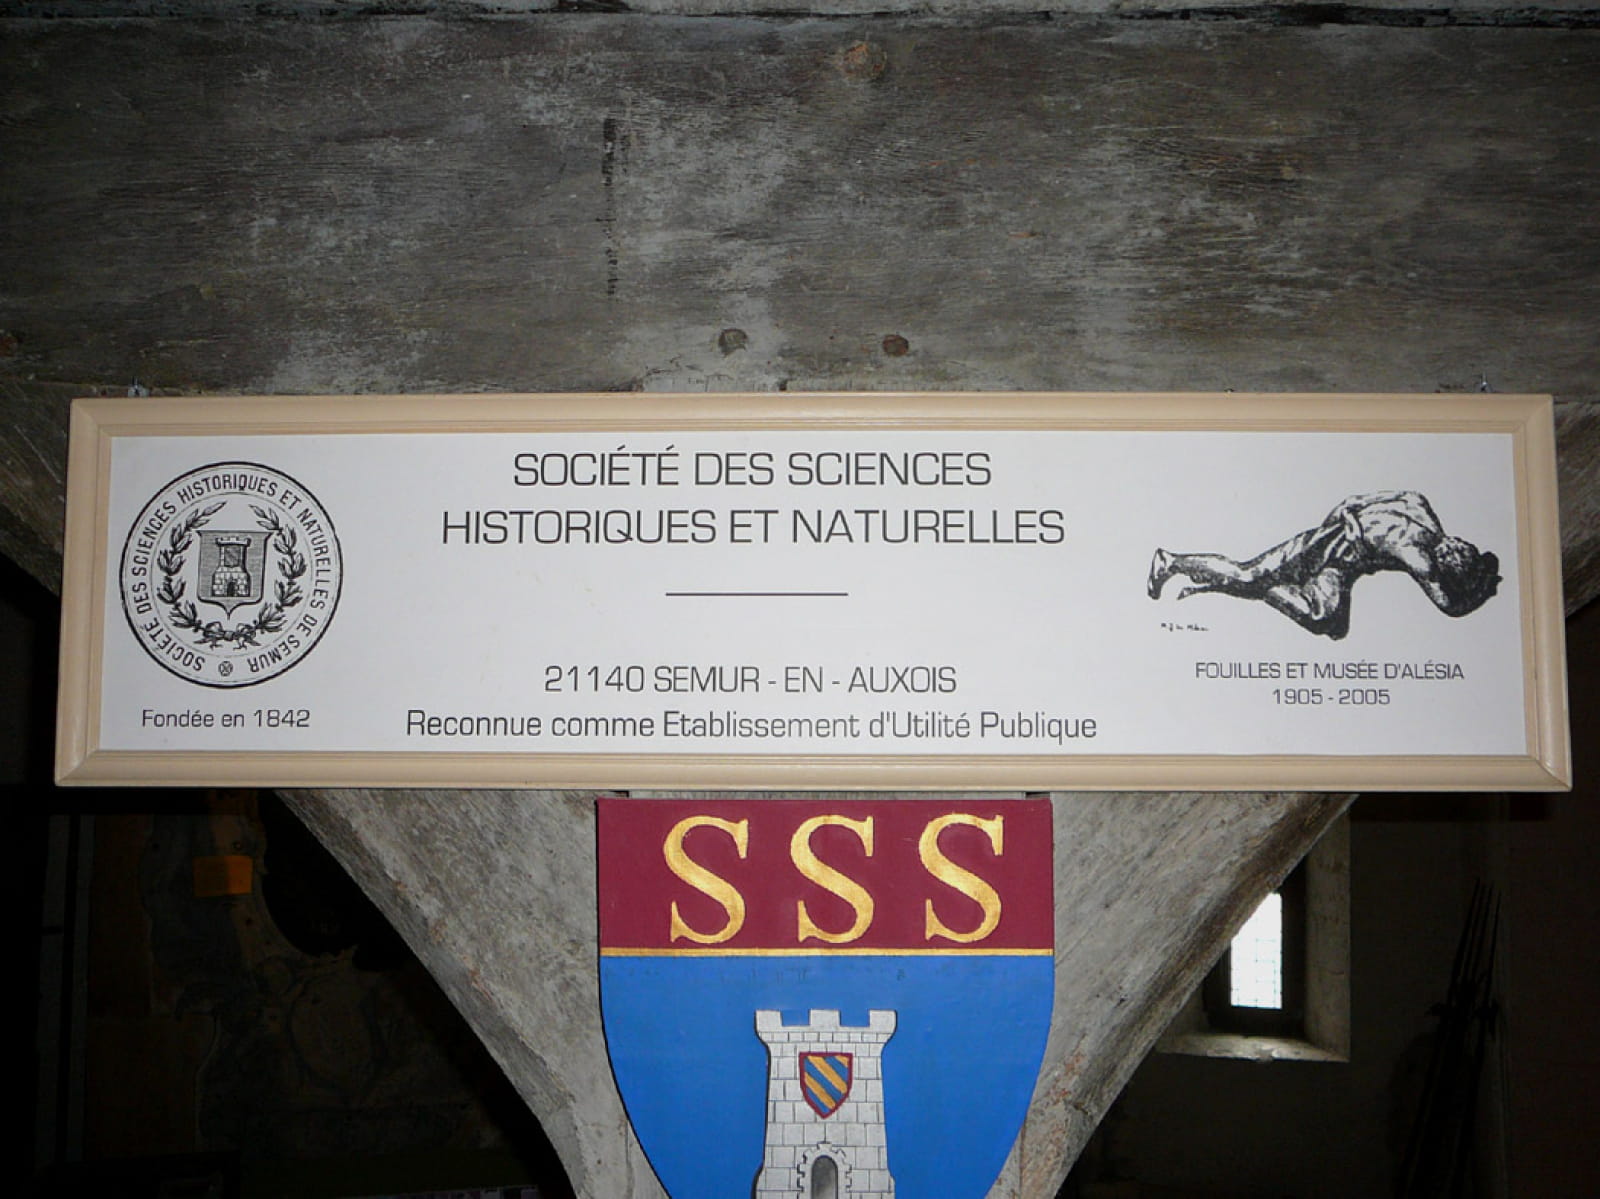 SOCIÉTÉ DES SCIENCES
HISTORIQUES ET NATURELLES
21140 SEMUR - EN - AUXOIS
Reconnue comme Etablissement d'Utilité Publique
SOCIÉTÉ DES SCIENCES HISTORIQUES ET NATURELLES DE SEMUR
Fondée en 1842
FOUILLES ET MUSÉE D'ALÉSIA
1905 - 2005
SSS